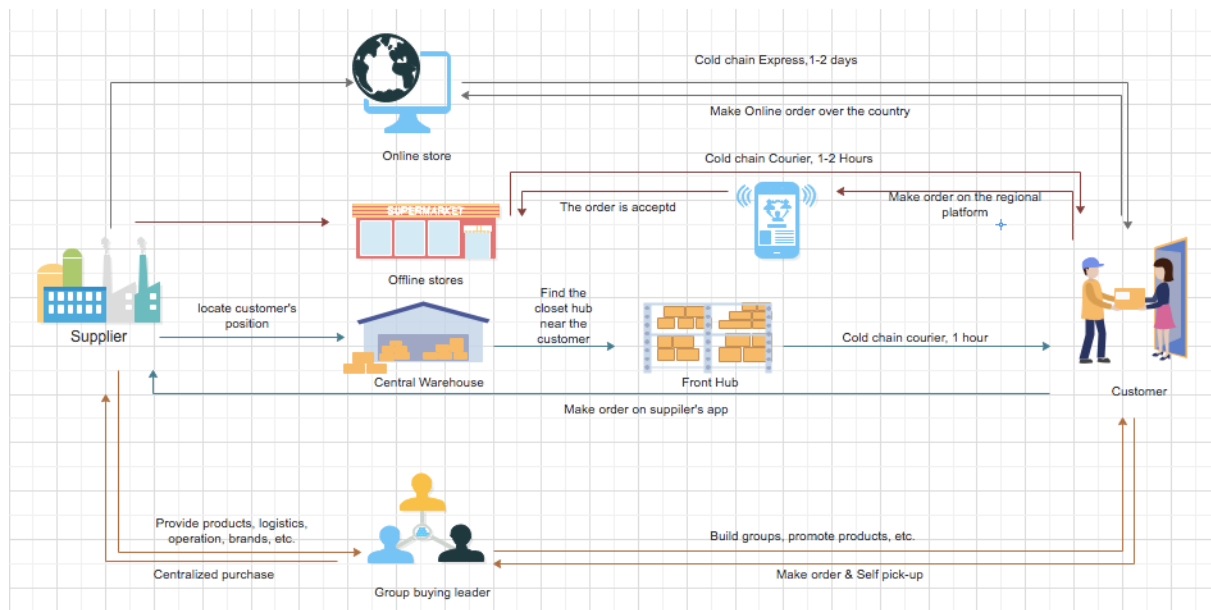 Cold chain Express,1-2 days
Make Online order over the country
Online store
Cold chain Courier, 1-2 Hours
SUPERMARKET
The order is acceptd
Make order on the regional
platform
Offline stores
Supplier
locate customer's
position
Find the
closet hub
near the
customer
Cold chain courier, 1 hour
Central Warehouse
Front Hub
Customer
Make order on suppiler's app
Provide products, logistics,
operation, brands, etc.
Build groups, promote products, etc.
Centralized purchase
Make order & Self pick-up
Group buying leader